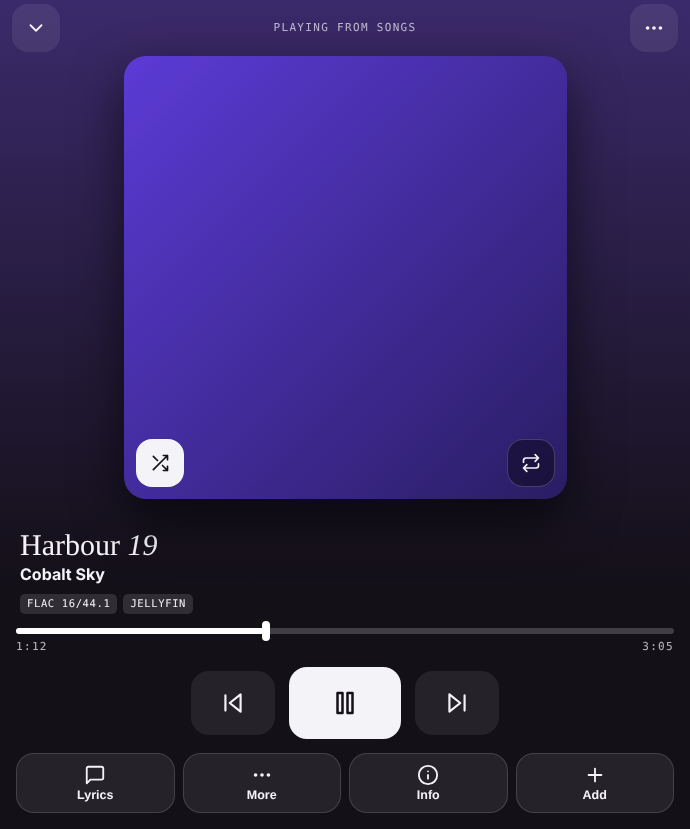 PLAYING FROM SONGS
Harbour 19
Cobalt Sky
FLAC 16/44.1 JELLYFIN
1:12 3:05
Lyrics More Info Add